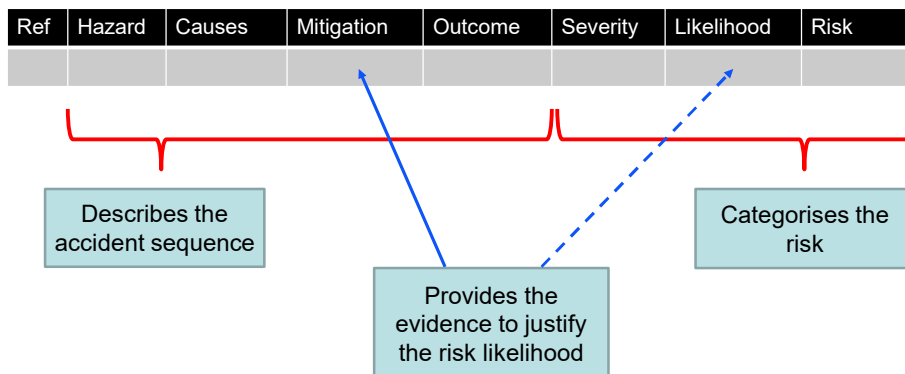 Ref Hazard Causes Mitigation Outcome Severity Likelihood Risk
Describes the
accident sequence
Categorises the
risk
Provides the
evidence to justify
the risk likelihood